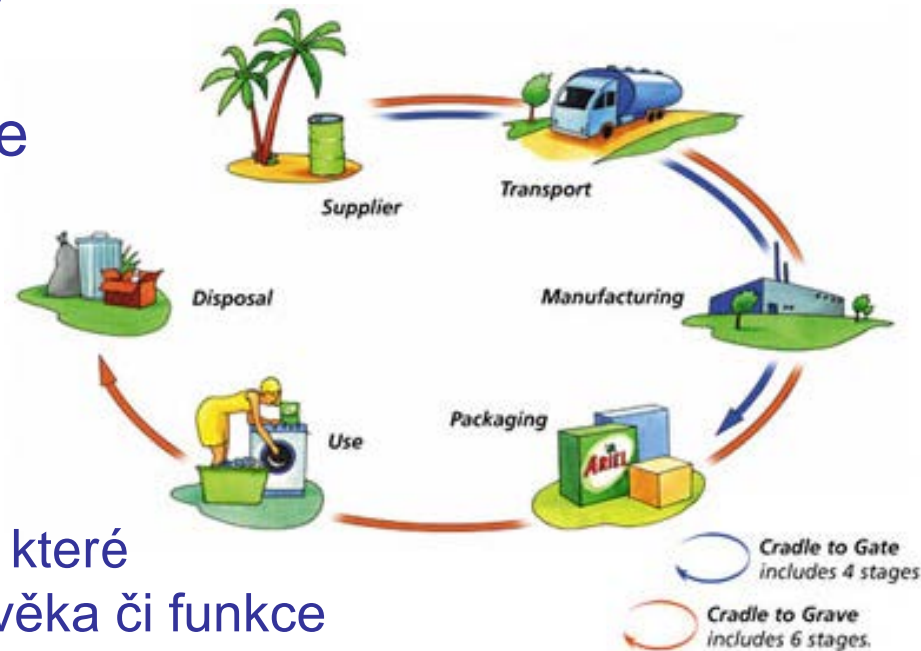 e
Supplier
Transport
Disposal
Manufacturing
Use
Packaging
ARIEL
které
věka či funkce
Cradle to Gate
includes 4 stages
Cradle to Grave
includes 6 stages.